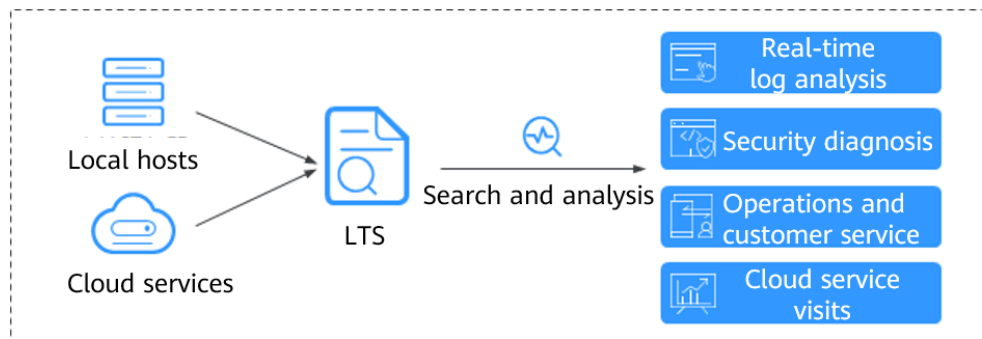 Local hosts
Cloud services
LTS
Search and analysis
Real-time
log analysis
Security diagnosis
Operations and
customer service
Cloud service
visits